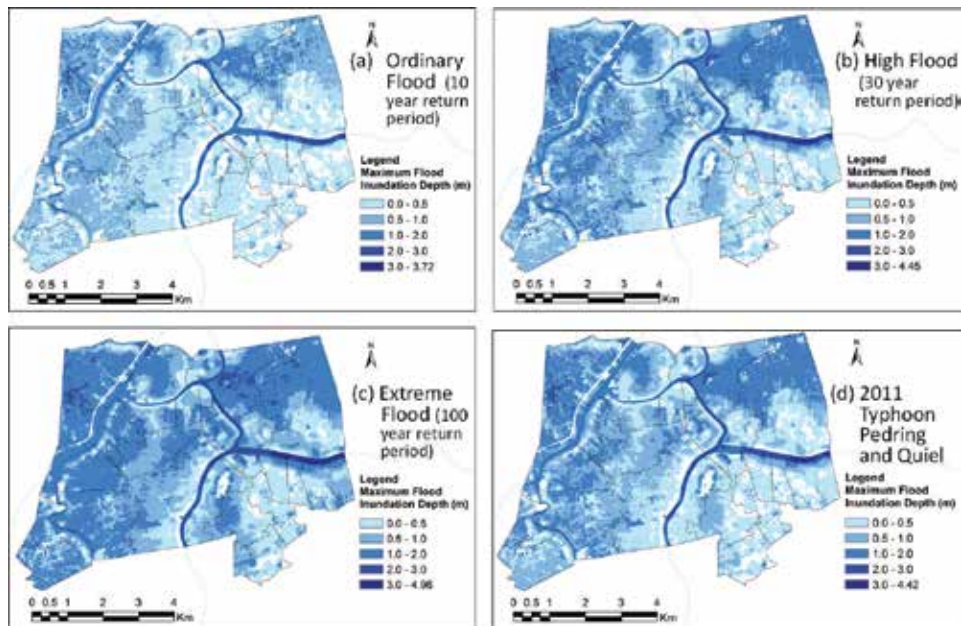 N
(a) Ordinary
Flood (10
year return
period)
Legend
Maximum Flood
Inundation Depth (m)
0.0 - 0.5
0.5 - 1.0
1.0 - 2.0
2.0 - 3.0
3.0 - 3.72
0 0.5 1 2 3 4
Km
N
(b) High Flood
(30 year
return period)
Legend
Maximum Flood
Inundation Depth (m)
0.0 - 0.5
0.5 - 1.0
1.0 - 2.0
2.0 - 3.0
3.0 - 4.45
0 0.5 1 2 3 4
Km
N
(c) Extreme
Flood (100
year return
period)
Legend
Maximum Flood
Inundation Depth (m)
0.0 - 0.5
0.5 - 1.0
1.0 - 2.0
2.0 - 3.0
3.0 - 4.96
0 0.5 1 2 3 4
Km
N
(d) 2011
Typhoon
Pedring
and Quiel
Legend
Maximum Flood
Inundation Depth (m)
0.0 - 0.5
0.5 - 1.0
1.0 - 2.0
2.0 - 3.0
3.0 - 4.42
0 0.5 1 2 3 4
Km